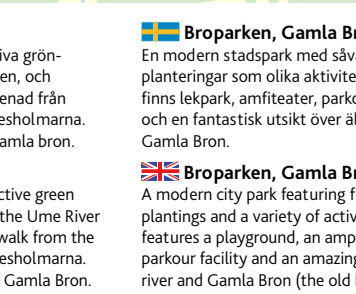 iva grön-
en, och
enad från
esholmarna.
amla bron.
ctive green
the Ume River
walk from the
esholmarna.
Gamla Bron.
Broparken, Gamla Br
En modern stadspark med såv
planteringar som olika aktivite
finns lekpark, amfiteater, parko
och en fantastisk utsikt över äl
Gamla Bron.
Broparken, Gamla B
A modern city park featuring f
plantings and a variety of activ
features a playground, an amp
parkour facility and an amazing
river and Gamla Bron (the old